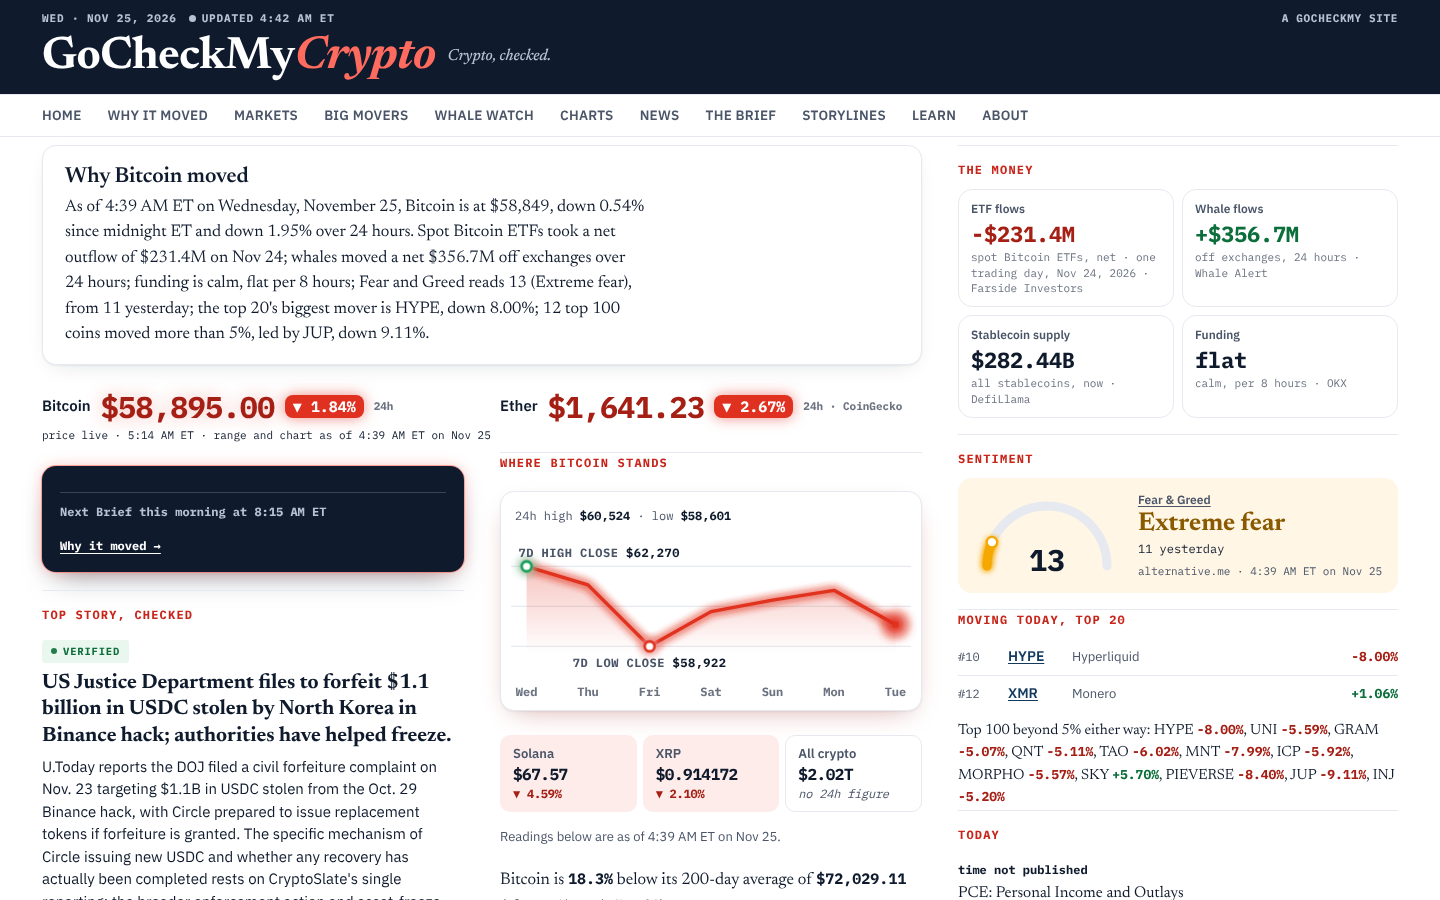 WED · NOV 25, 2026 ● UPDATED 4:42 AM ET
A GOCHECKMY SITE
GoCheckMyCrypto Crypto, checked.
HOME WHY IT MOVED MARKETS BIG MOVERS WHALE WATCH CHARTS NEWS THE BRIEF STORYLINES LEARN ABOUT
Why Bitcoin moved
As of 4:39 AM ET on Wednesday, November 25, Bitcoin is at $58,849, down 0.54%
since midnight ET and down 1.95% over 24 hours. Spot Bitcoin ETFs took a net
outflow of $231.4M on Nov 24; whales moved a net $356.7M off exchanges over
24 hours; funding is calm, flat per 8 hours; Fear and Greed reads 13 (Extreme fear),
from 11 yesterday; the top 20's biggest mover is HYPE, down 8.00%; 12 top 100
coins moved more than 5%, led by JUP, down 9.11%.
Bitcoin $58,895.00 ▼ 1.84% 24h
price live · 5:14 AM ET · range and chart as of 4:39 AM ET on Nov 25
Ether $1,641.23 ▼ 2.67% 24h · CoinGecko
Next Brief this morning at 8:15 AM ET
Why it moved →
TOP STORY, CHECKED
● VERIFIED
US Justice Department files to forfeit $1.1
billion in USDC stolen by North Korea in
Binance hack; authorities have helped freeze.
U.Today reports the DOJ filed a civil forfeiture complaint on
Nov. 23 targeting $1.1B in USDC stolen from the Oct. 29
Binance hack, with Circle prepared to issue replacement
tokens if forfeiture is granted. The specific mechanism of
Circle issuing new USDC and whether any recovery has
actually been completed rests on CryptoSlate's single
WHERE BITCOIN STANDS
24h high $60,524 · low $58,601
7D HIGH CLOSE $62,270
7D LOW CLOSE $58,922
Wed Thu Fri Sat Sun Mon Tue
Solana
$67.57
▼ 4.59%
XRP
$0.914172
▼ 2.10%
All crypto
$2.02T
no 24h figure
Readings below are as of 4:39 AM ET on Nov 25.
Bitcoin is 18.3% below its 200-day average of $72,029.11
THE MONEY
ETF flows
-$231.4M
spot Bitcoin ETFs, net · one
trading day, Nov 24, 2026 ·
Farside Investors
Whale flows
+$356.7M
off exchanges, 24 hours ·
Whale Alert
Stablecoin supply
$282.44B
all stablecoins, now ·
DefiLlama
Funding
flat
calm, per 8 hours · OKX
SENTIMENT
13
Fear & Greed
Extreme fear
11 yesterday
alternative.me · 4:39 AM ET on Nov 25
MOVING TODAY, TOP 20
#10 HYPE Hyperliquid -8.00%
#12 XMR Monero +1.06%
Top 100 beyond 5% either way: HYPE -8.00%, UNI -5.59%, GRAM
-5.07%, QNT -5.11%, TAO -6.02%, MNT -7.99%, ICP -5.92%,
MORPHO -5.57%, SKY +5.70%, PIEVERSE -8.40%, JUP -9.11%, INJ
-5.20%
TODAY
time not published
PCE: Personal Income and Outlays